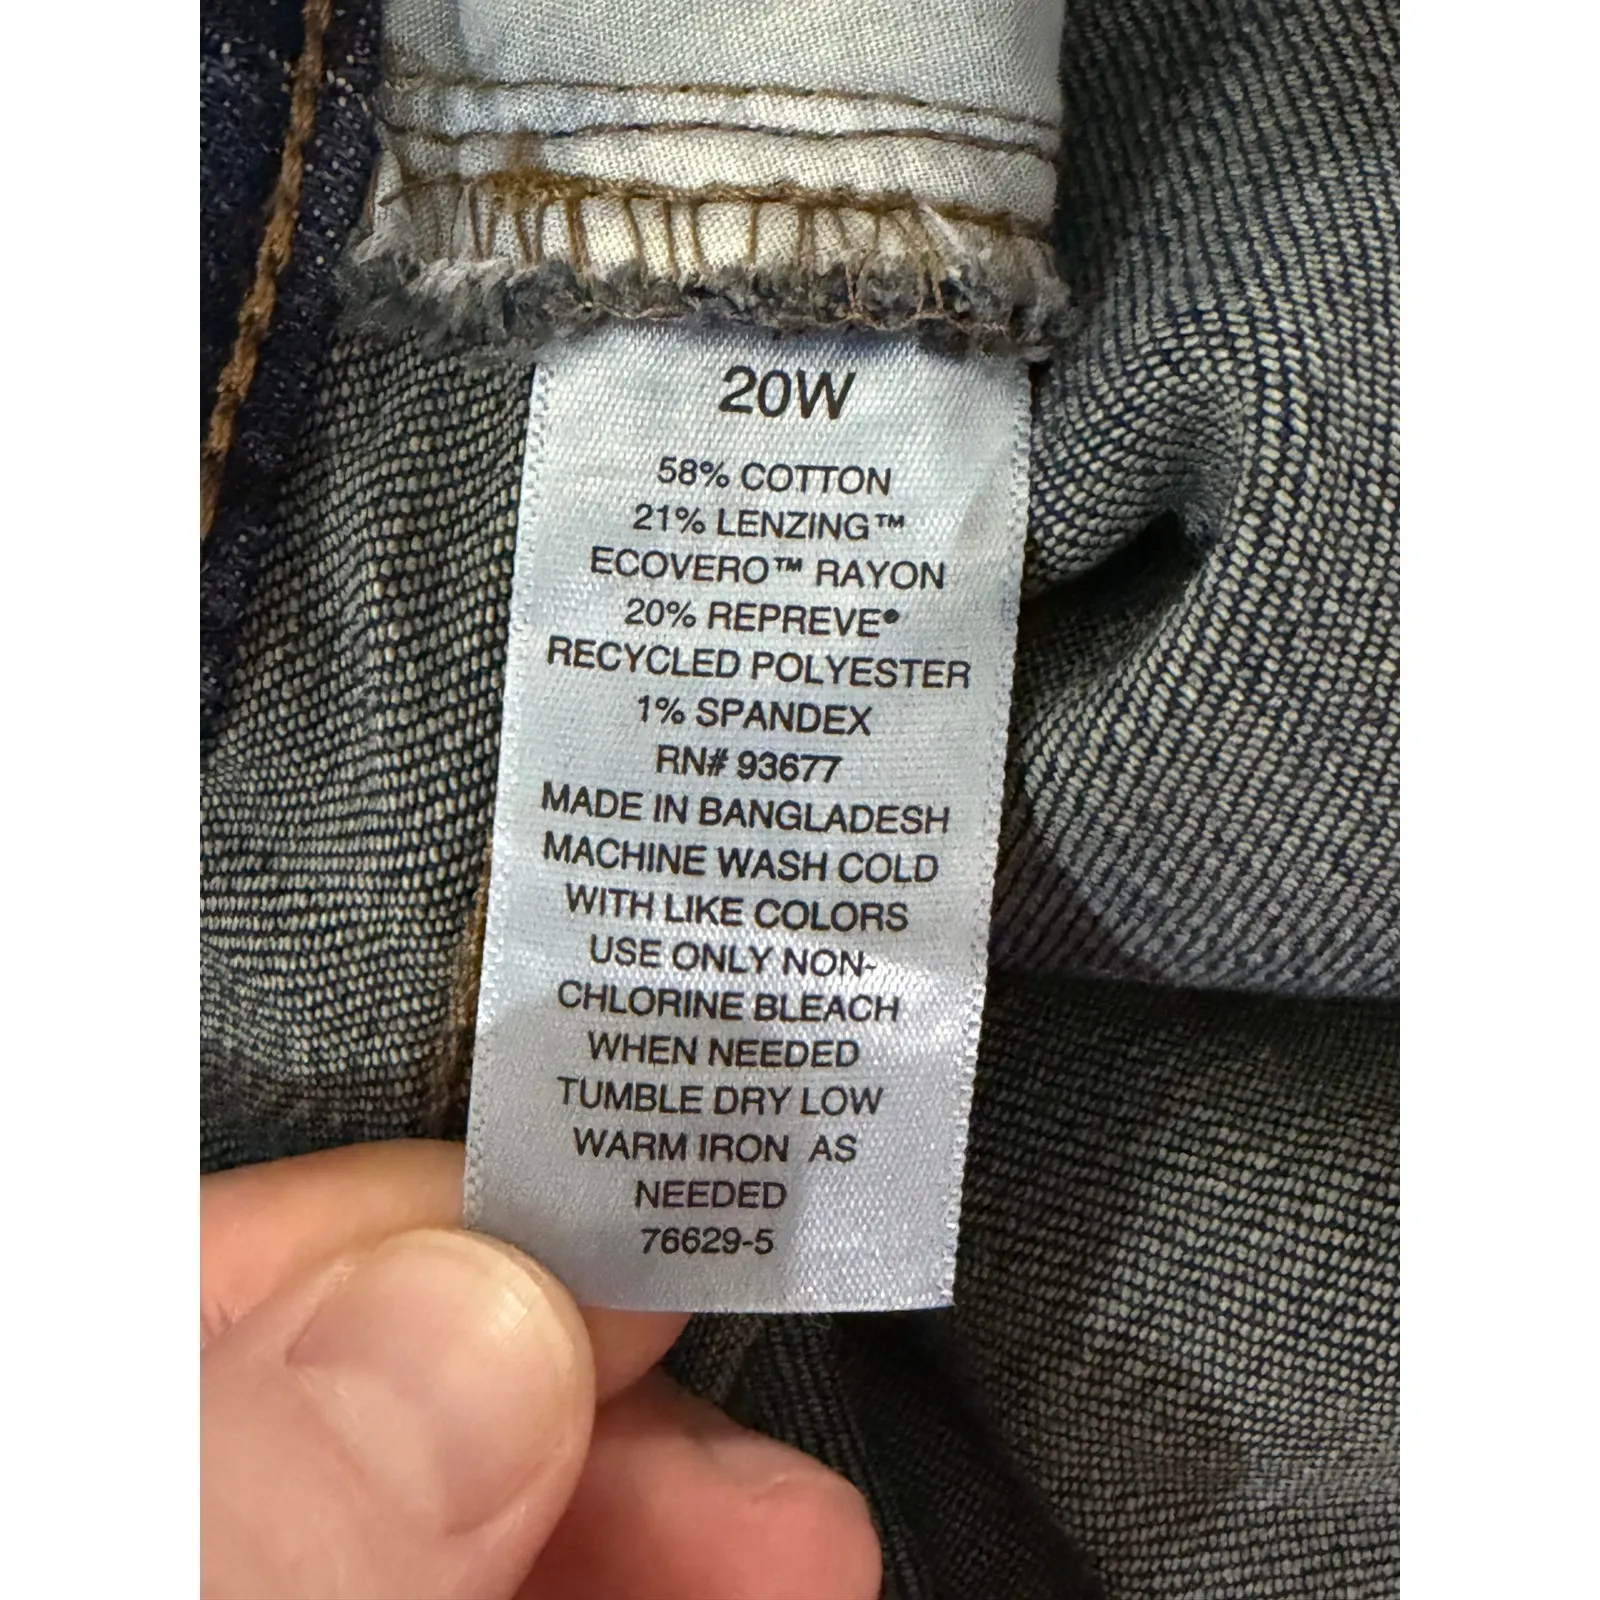 20W
58% COTTON
21% LENZING™
ECOVERO™ RAYON
20% REPREVE®
RECYCLED POLYESTER
1% SPANDEX
RN# 93677
MADE IN BANGLADESH
MACHINE WASH COLD
WITH LIKE COLORS
USE ONLY NON-
CHLORINE BLEACH
WHEN NEEDED
TUMBLE DRY LOW
WARM IRON AS
NEEDED
76629-5